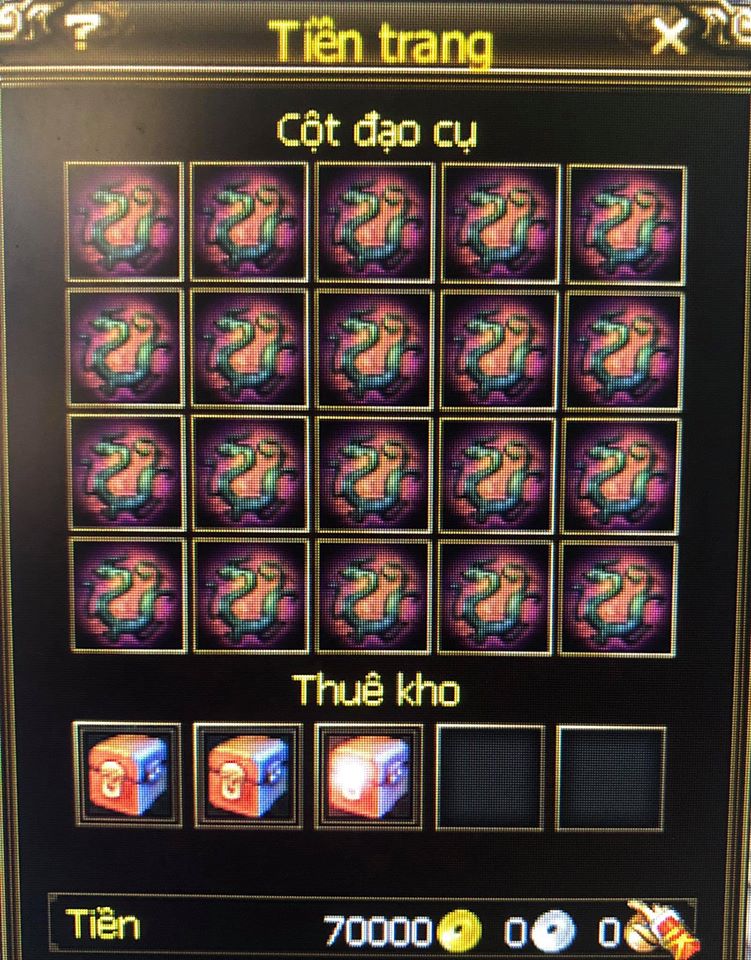 ?
Tiền trang
X
Cột đạo cụ
Thuê kho
Tiền 70000 0 0